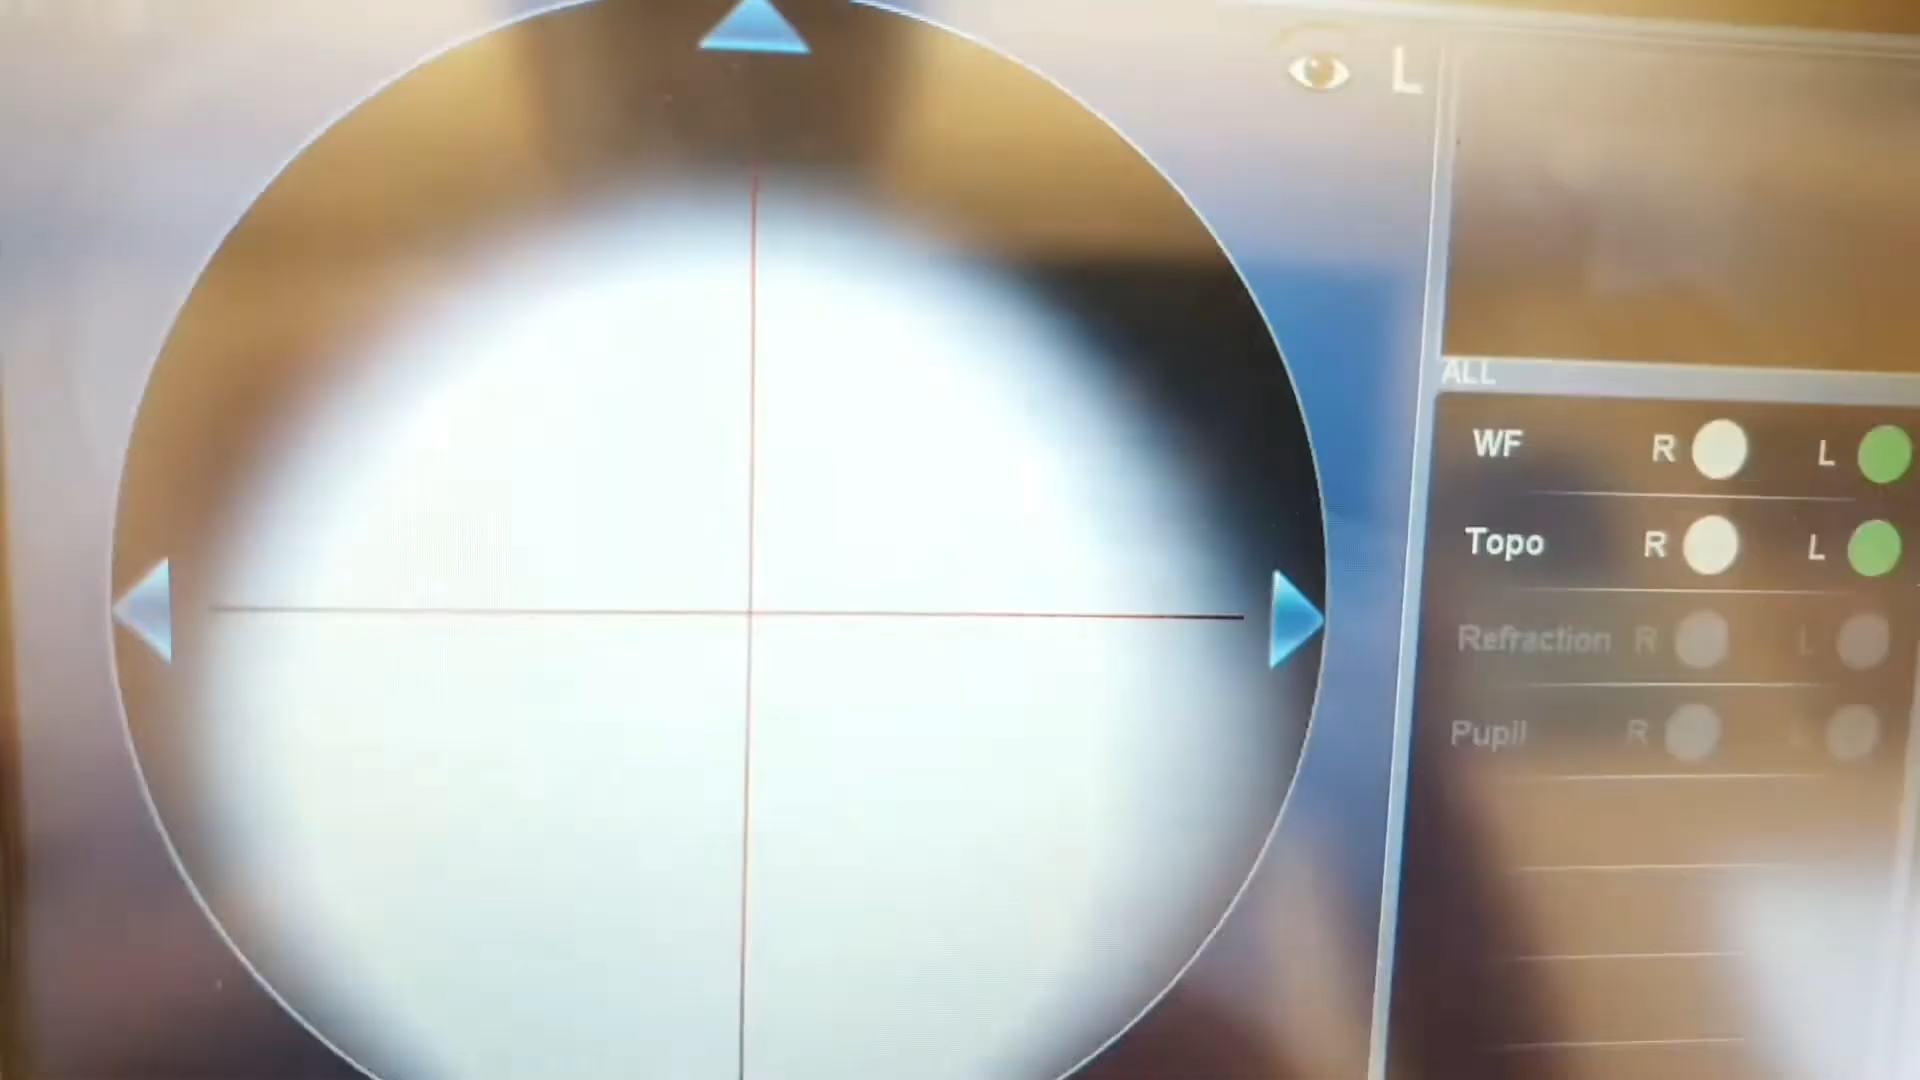 L
ALL
WF R L
Topo R L
Refraction R L
Pupil R L